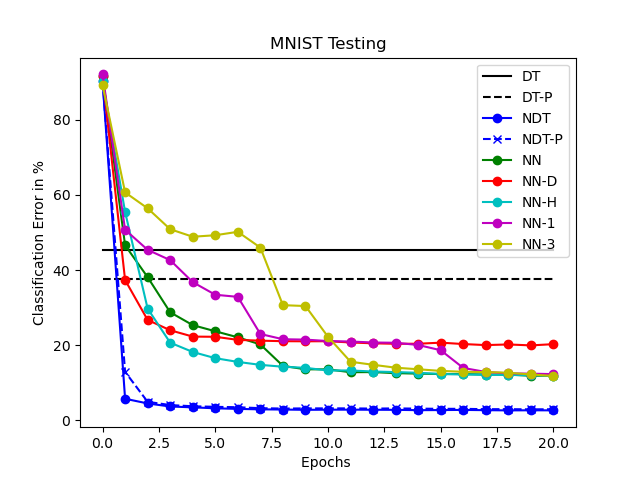 MNIST Testing
Classification Error in %
80
60
40
20
0
DT
DT-P
NDT
NDT-P
NN
NN-D
NN-H
NN-1
NN-3
0.0 2.5 5.0 7.5 10.0 12.5 15.0 17.5 20.0
Epochs